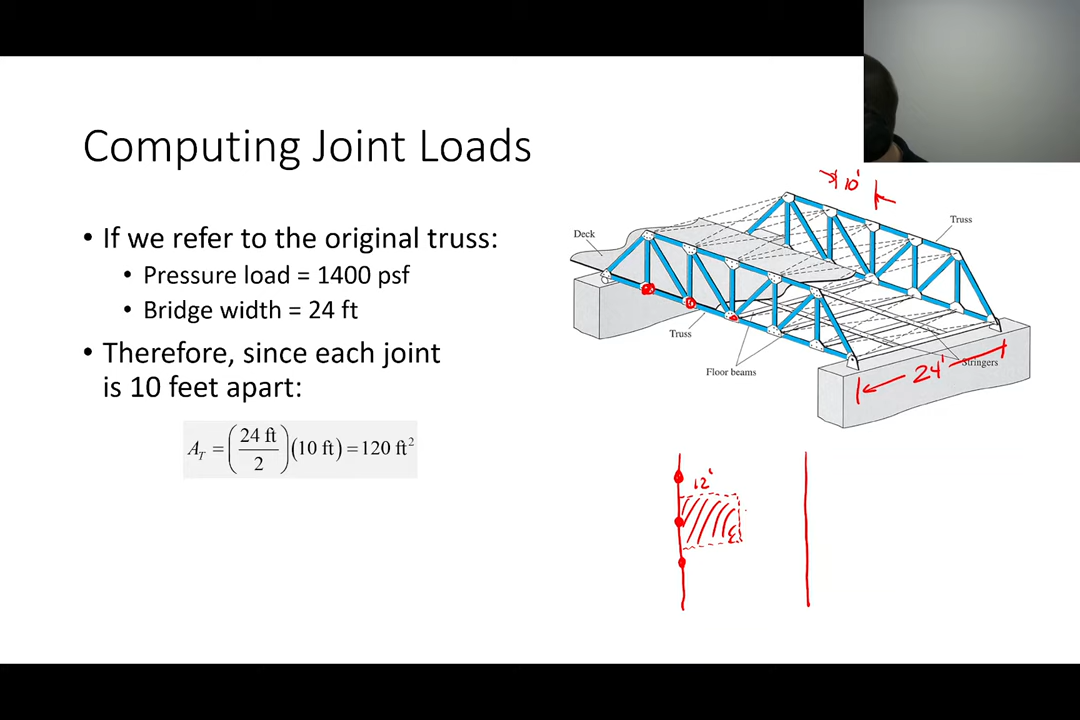 Computing Joint Loads
• If we refer to the original truss:
• Pressure load = 1400 psf
• Bridge width = 24 ft
• Therefore, since each joint
is 10 feet apart:
A_T = (24 ft / 2)(10 ft) = 120 ft²
10'
Truss
Deck
Truss
Floor beams
Stringers
24'
12'